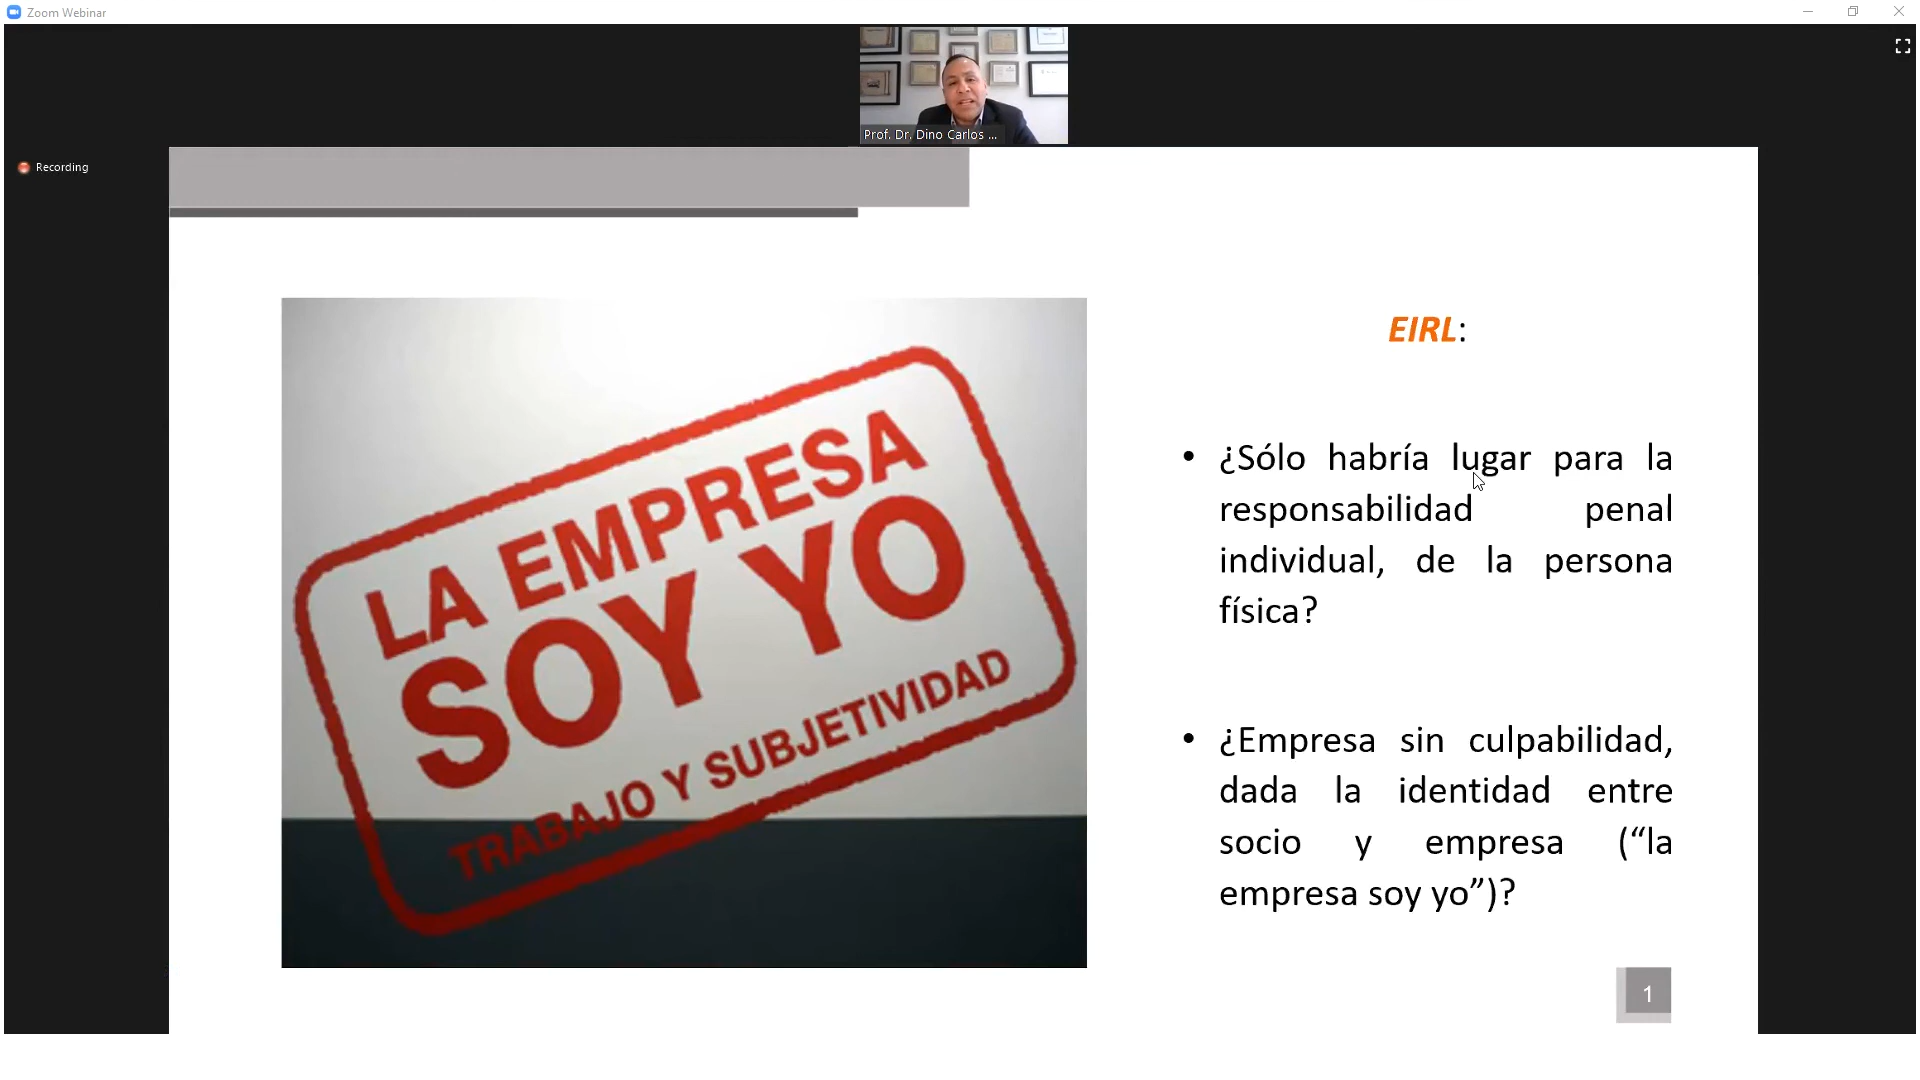 Zoom Webinar
Prof. Dr. Dino Carlos ...
Recording
LA EMPRESA
SOY YO
TRABAJO Y SUBJETIVIDAD
EIRL:
• ¿Sólo habría lugar para la
responsabilidad penal
individual, de la persona
física?
• ¿Empresa sin culpabilidad,
dada la identidad entre
socio y empresa (“la
empresa soy yo”)?
1